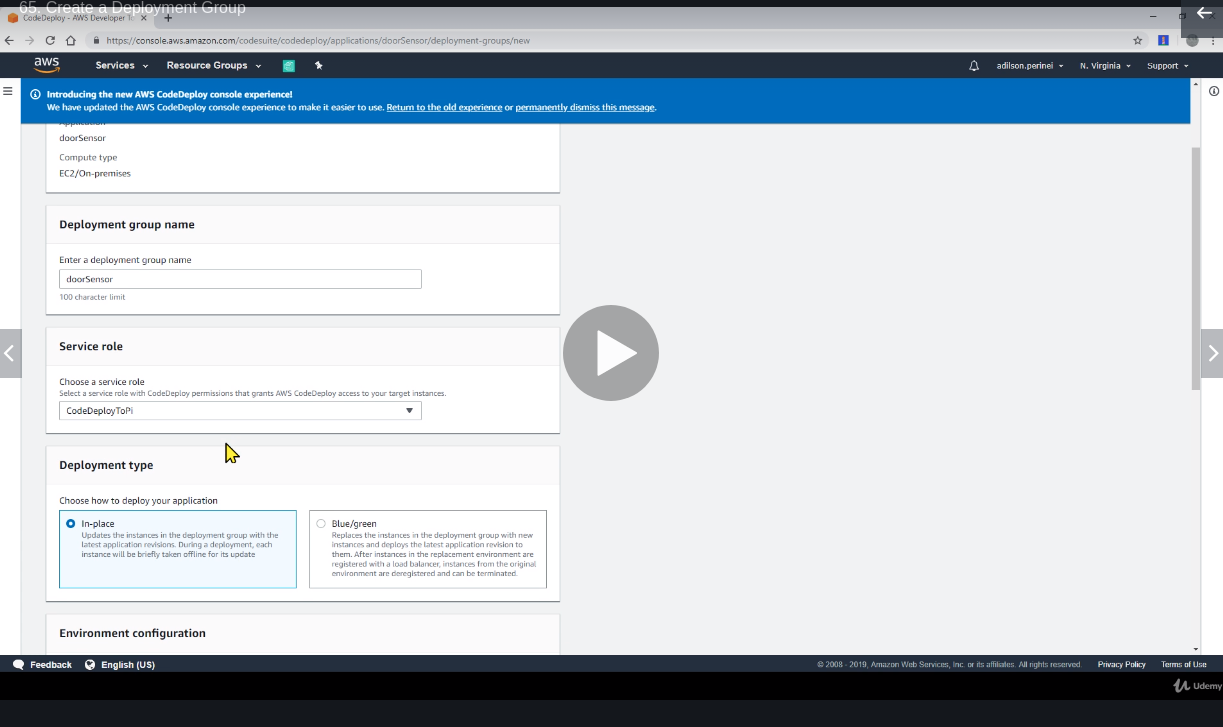 65. Create a Deployment Group
CodeDeploy - AWS Developer T
https://console.aws.amazon.com/codesuite/codedeploy/applications/doorSensor/deployment-groups/new
aws
Services
Resource Groups
adilson.perinei
N. Virginia
Support
Introducing the new AWS CodeDeploy console experience!
We have updated the AWS CodeDeploy console experience to make it easier to use. Return to the old experience or permanently dismiss this message.
Application
doorSensor
Compute type
EC2/On-premises
Deployment group name
Enter a deployment group name
doorSensor
100 character limit
Service role
Choose a service role
Select a service role with CodeDeploy permissions that grants AWS CodeDeploy access to your target instances.
CodeDeployToPi
Deployment type
Choose how to deploy your application
In-place
Updates the instances in the deployment group with the
latest application revisions. During a deployment, each
instance will be briefly taken offline for its update
Blue/green
Replaces the instances in the deployment group with new
instances and deploys the latest application revision to
them. After instances in the replacement environment are
registered with a load balancer, instances from the original
environment are deregistered and can be terminated.
Environment configuration
Feedback
English (US)
© 2008 - 2019, Amazon Web Services, Inc. or its affiliates. All rights reserved.
Privacy Policy
Terms of Use
Udemy